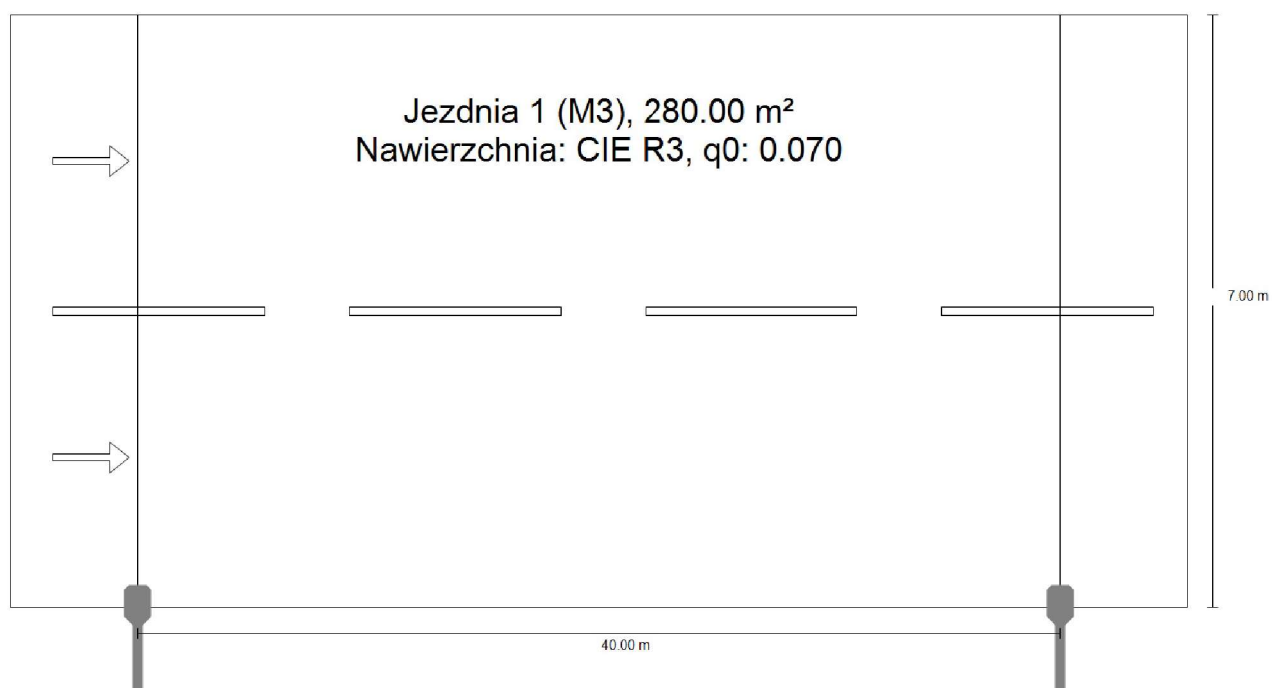 Jezdnia 1 (M3), 280.00 m²
Nawierzchnia: CIE R3, q0: 0.070
7.00 m
40.00 m